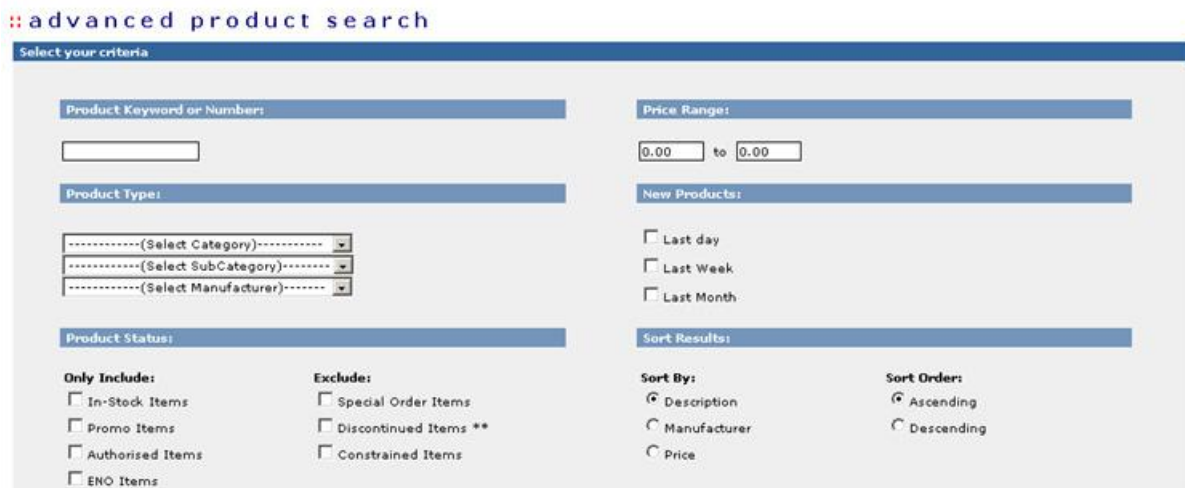 ::advanced product search
Select your criteria
Product Keyword or Number:
Price Range:
0.00 to 0.00
Product Type:
New Products:
------------(Select Category)-----------
------------(Select SubCategory)--------
------------(Select Manufacturer)-------
Last day
Last Week
Last Month
Product Status:
Sort Results:
Only Include:
In-Stock Items
Promo Items
Authorised Items
ENO Items
Exclude:
Special Order Items
Discontinued Items **
Constrained Items
Sort By:
Description
Manufacturer
Price
Sort Order:
Ascending
Descending